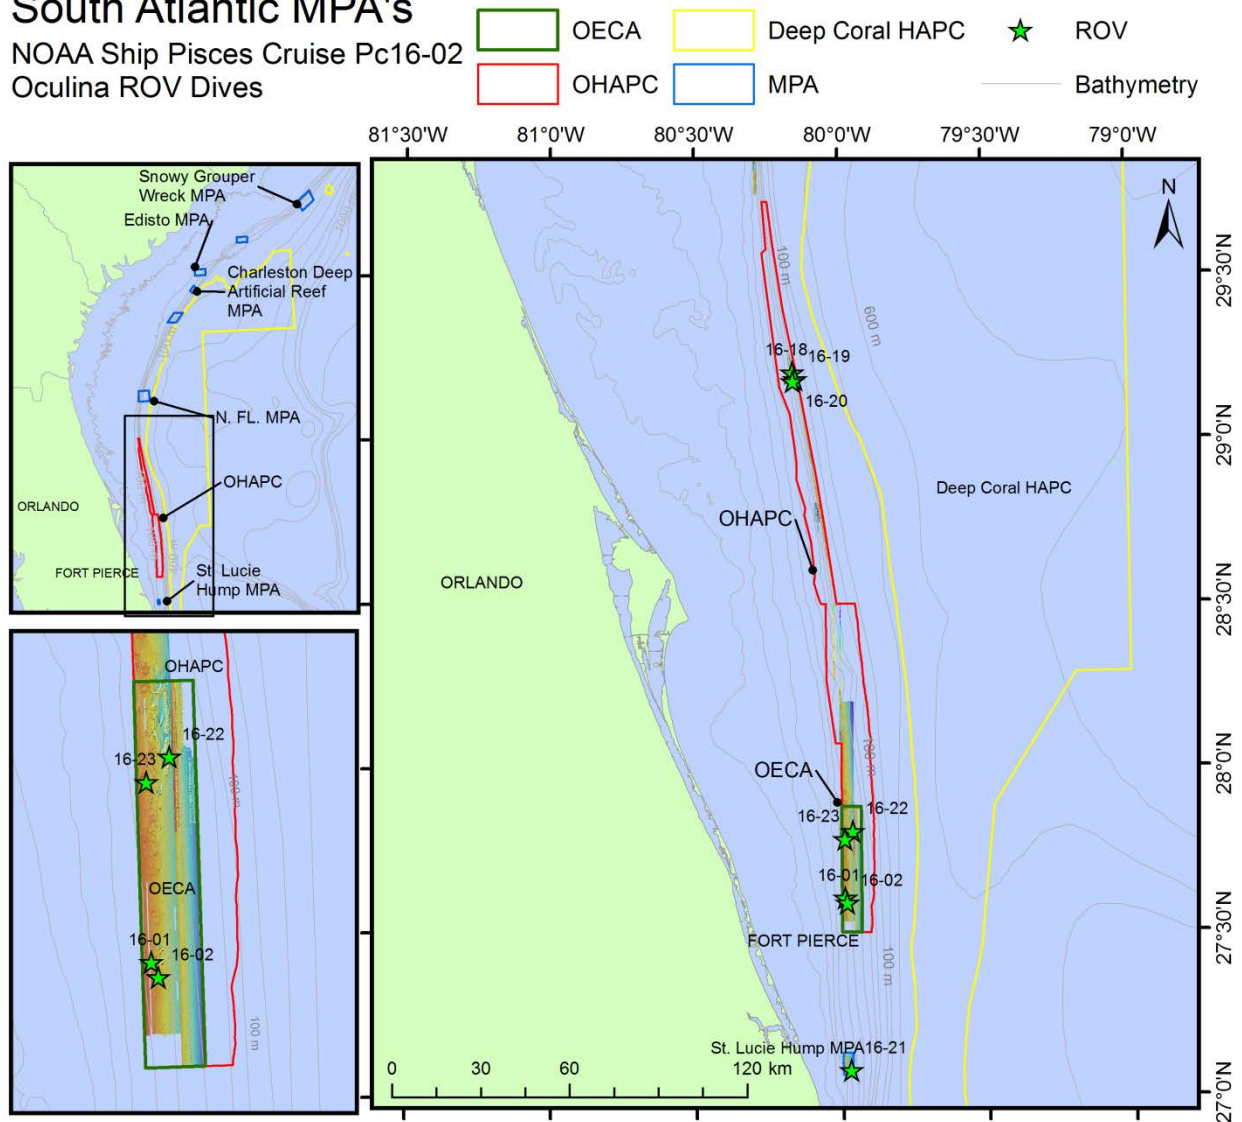 South Atlantic MPA's
NOAA Ship Pisces Cruise Pc16-02
Oculina ROV Dives
OECA
Deep Coral HAPC
ROV
OHAPC
MPA
Bathymetry
81°30'W
81°0'W
80°30'W
80°0'W
79°30'W
79°0'W
Snowy Grouper
Wreck MPA
Edisto MPA
Charleston Deep
Artificial Reef
MPA
N. FL. MPA
OHAPC
ORLANDO
FORT PIERCE
St. Lucie
Hump MPA
OHAPC
16-22
16-23
100 m
OECA
16-01
16-02
100 m
N
100 m
600 m
16-18
16-19
16-20
Deep Coral HAPC
OHAPC
ORLANDO
100 m
OECA
16-23
16-22
16-01
16-02
FORT PIERCE
100 m
St. Lucie Hump MPA
16-21
0
30
60
120 km
29°30'N
29°0'N
28°30'N
28°0'N
27°30'N
27°0'N